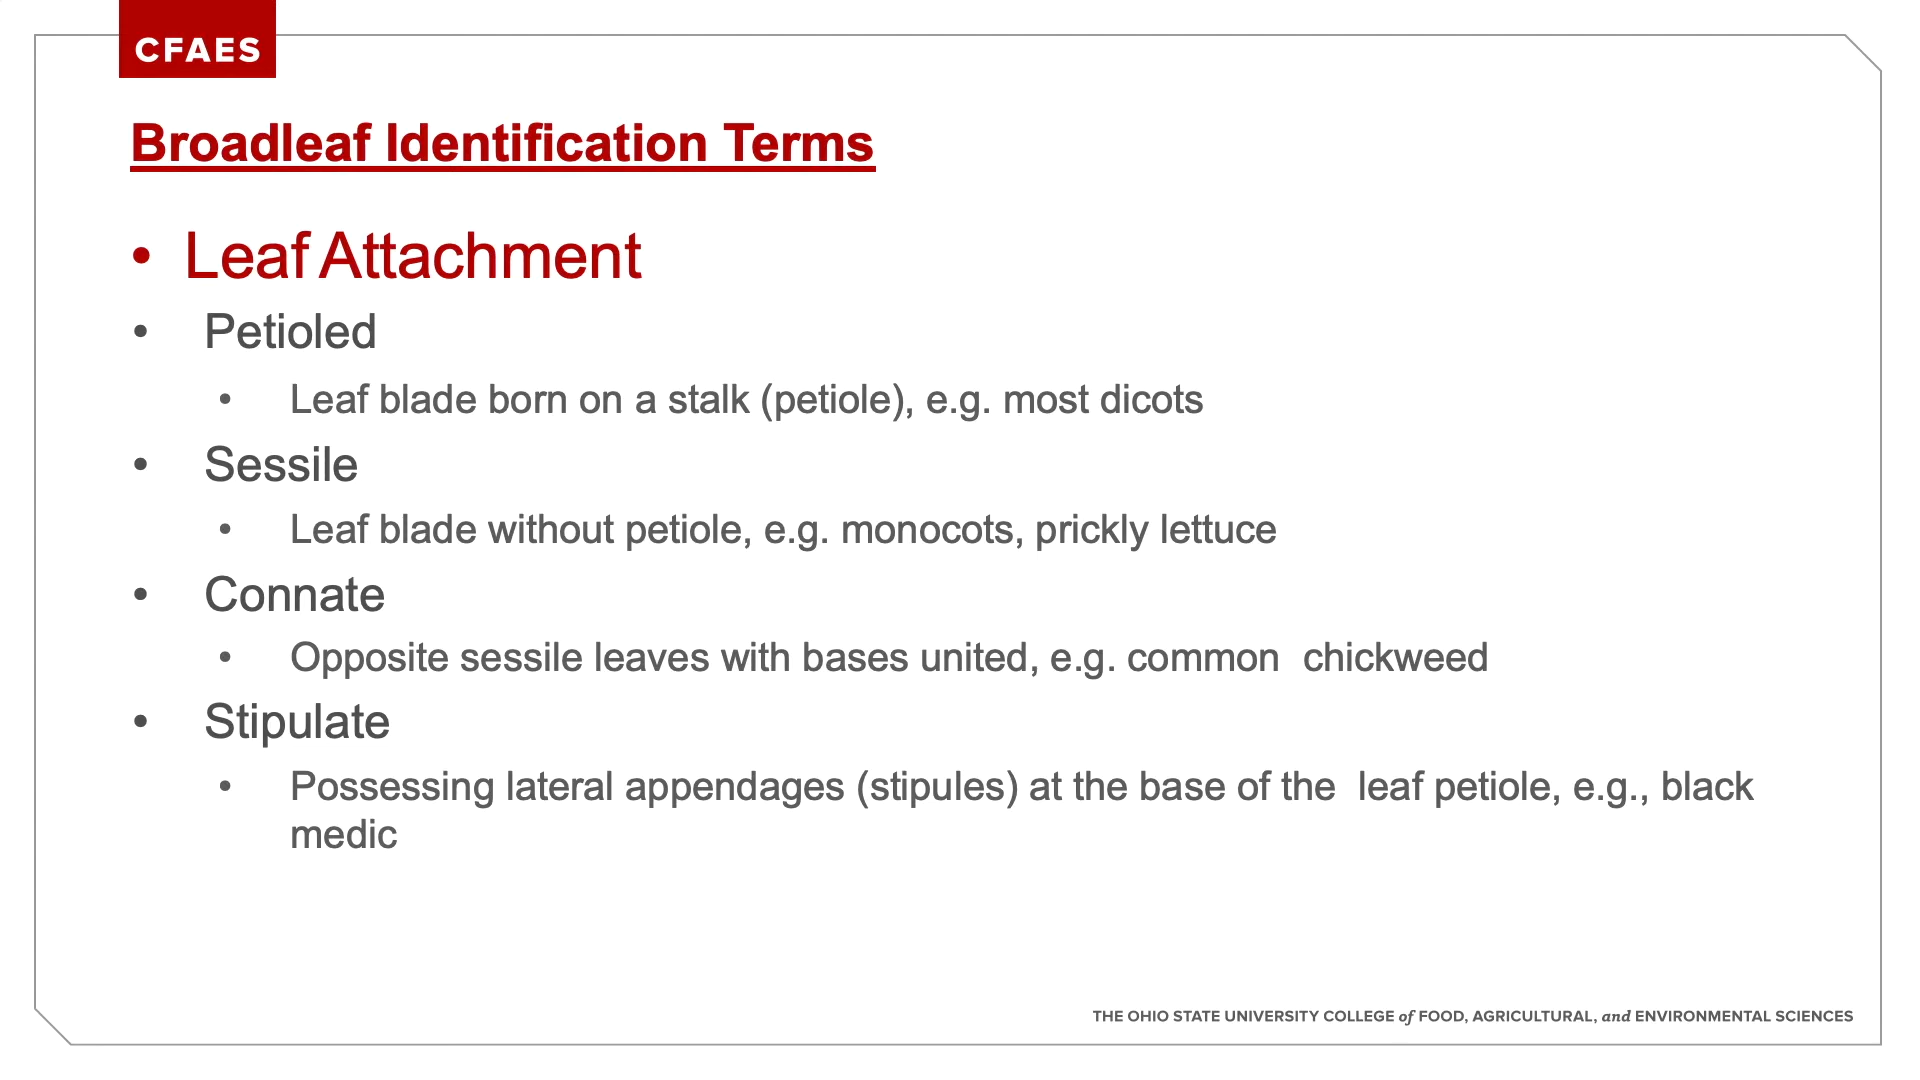 CFAES
Broadleaf Identification Terms
• Leaf Attachment
• Petioled
• Leaf blade born on a stalk (petiole), e.g. most dicots
• Sessile
• Leaf blade without petiole, e.g. monocots, prickly lettuce
• Connate
• Opposite sessile leaves with bases united, e.g. common  chickweed
• Stipulate
• Possessing lateral appendages (stipules) at the base of the  leaf petiole, e.g., black
medic
THE OHIO STATE UNIVERSITY COLLEGE of FOOD, AGRICULTURAL, and ENVIRONMENTAL SCIENCES